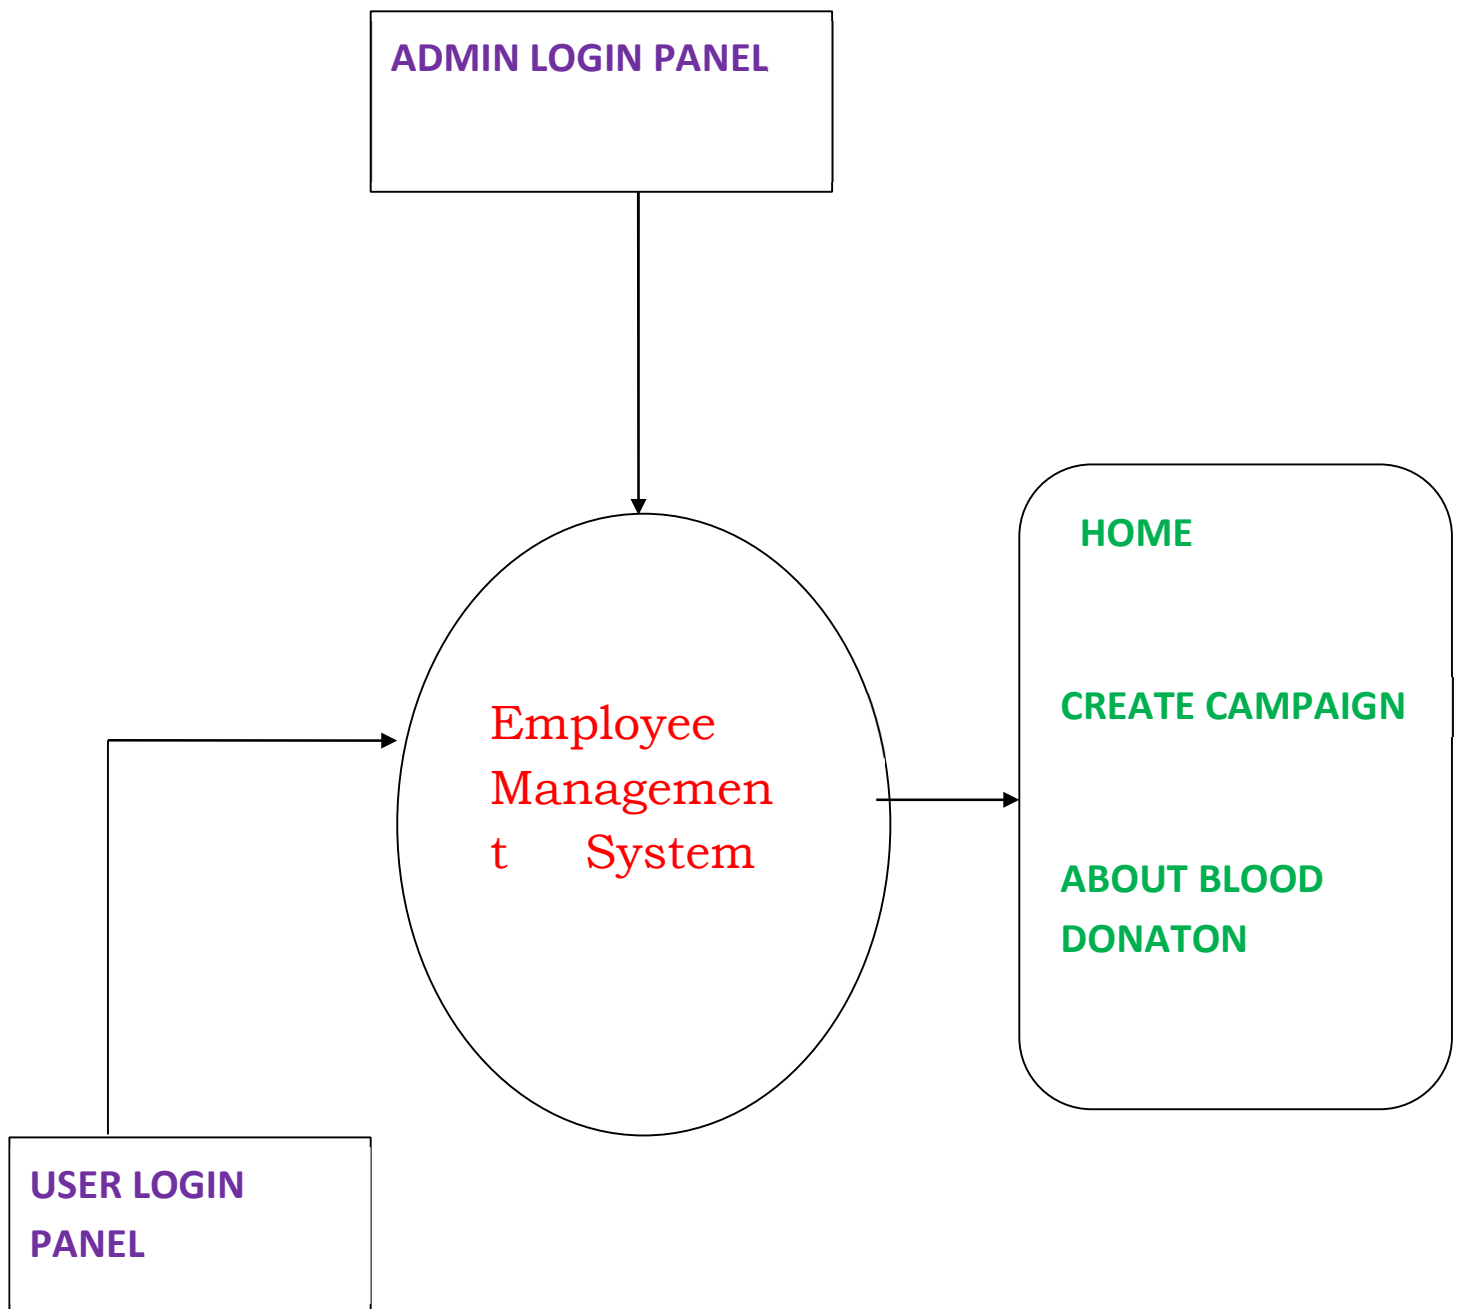 ADMIN LOGIN PANEL
HOME
CREATE CAMPAIGN
Employee
Managemen
t System
ABOUT BLOOD
DONATON
USER LOGIN
PANEL